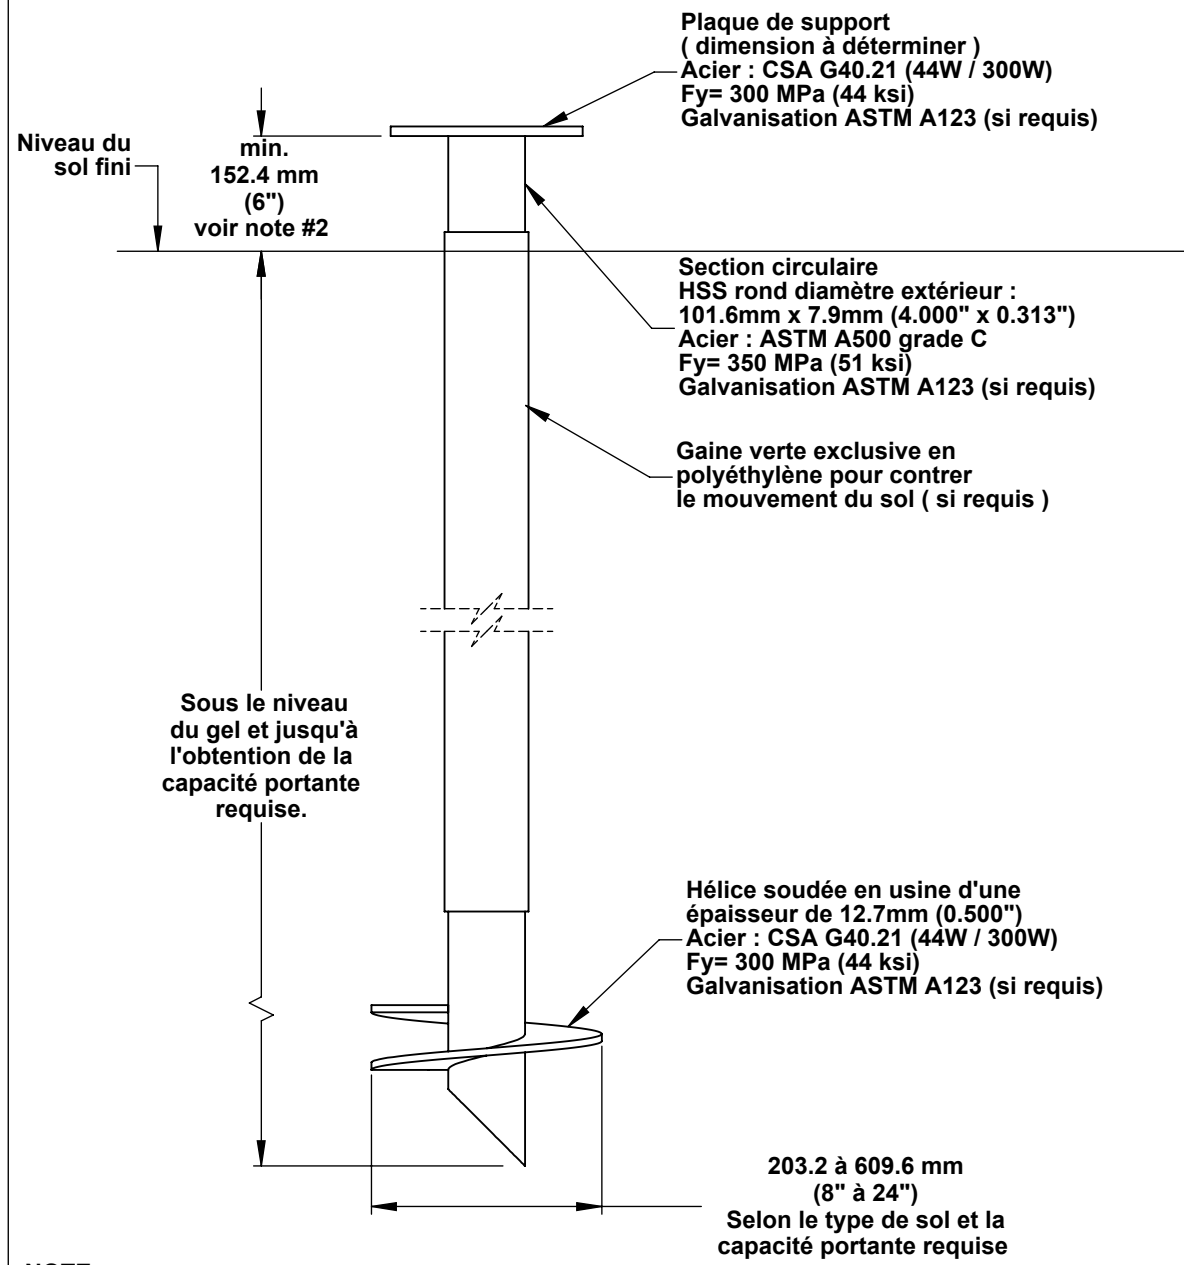 Plaque de support
( dimension à déterminer )
Acier : CSA G40.21 (44W / 300W)
Fy= 300 MPa (44 ksi)
Galvanisation ASTM A123 (si requis)
Niveau du
sol fini
min.
152.4 mm
(6")
voir note #2
Section circulaire
HSS rond diamètre extérieur :
101.6mm x 7.9mm (4.000" x 0.313")
Acier : ASTM A500 grade C
Fy= 350 MPa (51 ksi)
Galvanisation ASTM A123 (si requis)
Gaine verte exclusive en
polyéthylène pour contrer
le mouvement du sol ( si requis )
Sous le niveau
du gel et jusqu'à
l'obtention de la
capacité portante
requise.
Hélice soudée en usine d'une
épaisseur de 12.7mm (0.500")
Acier : CSA G40.21 (44W / 300W)
Fy= 300 MPa (44 ksi)
Galvanisation ASTM A123 (si requis)
203.2 à 609.6 mm
(8" à 24")
Selon le type de sol et la
capacité portante requise